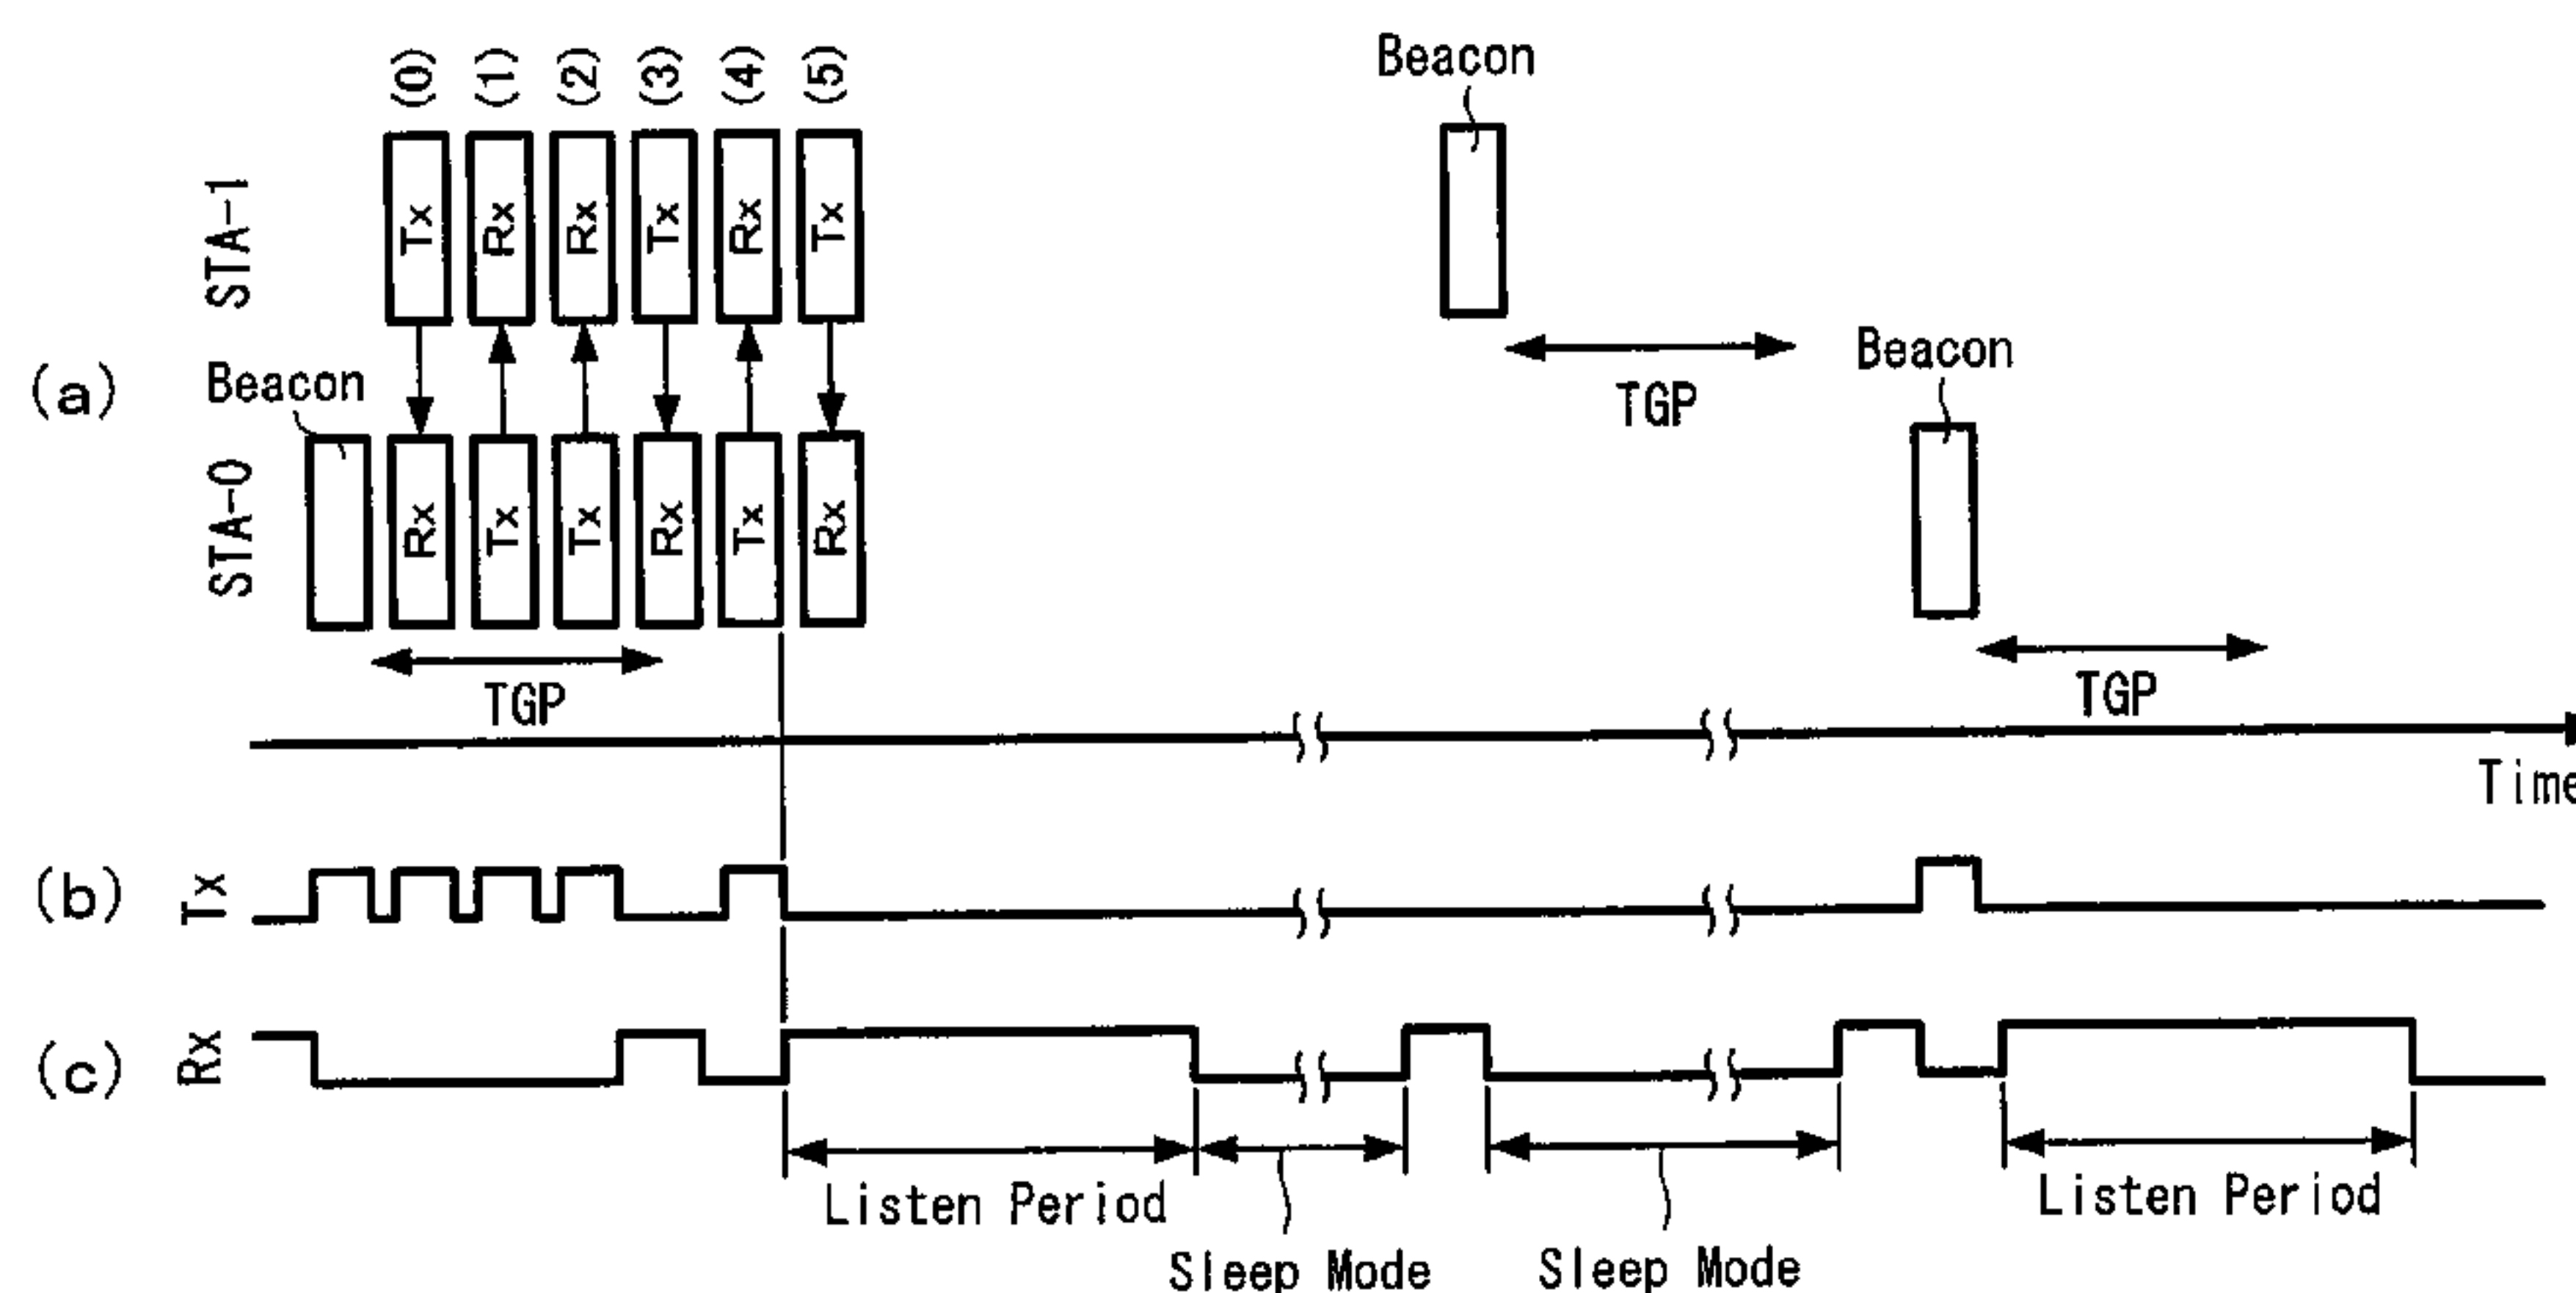 (0) (1) (2) (3) (4) (5)
Beacon
STA-1
Tx Rx Rx Tx Rx Tx
TGP
Beacon
(a)
Beacon
STA-0
Rx Tx Tx Rx Tx Rx
TGP
TGP
Time
(b) Tx
(c) Rx
Listen Period
Listen Period
Sleep Mode
Sleep Mode